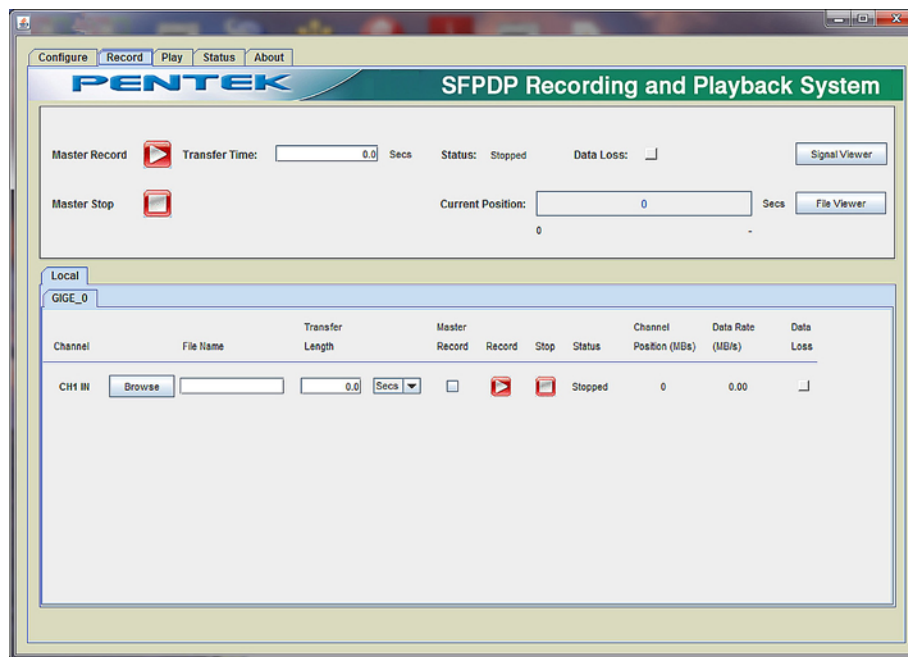 Configure Record Play Status About
PENTEK SFPDP Recording and Playback System
Master Record Transfer Time: 0.0 Secs Status: Stopped Data Loss: Signal Viewer
Master Stop Current Position: 0 Secs File Viewer
0 -
Local
GIGE_0
Transfer Master Channel Data Rate Data
Channel File Name Length Record Record Stop Status Position (MBs) (MB/s) Loss
CH1 IN Browse 0.0 Secs Stopped 0 0.00